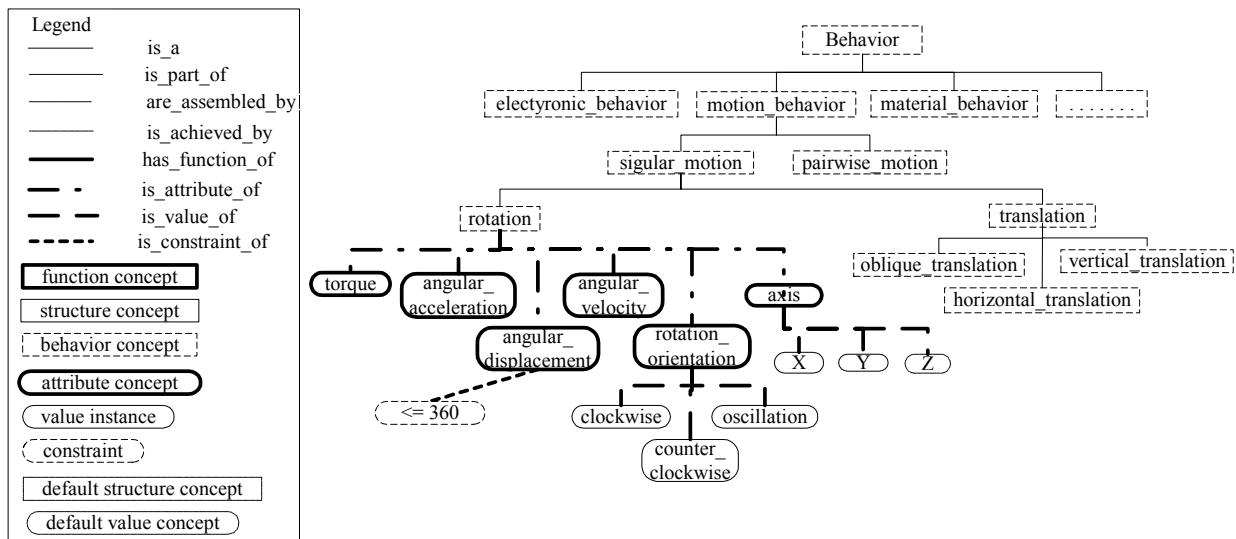 Legend
is_a
is_part_of
are_assembled_by
is_achieved_by
has_function_of
is_attribute_of
is_value_of
is_constraint_of
function concept
structure concept
behavior concept
attribute concept
value instance
constraint
default structure concept
default value concept
Behavior
electyronic_behavior
motion_behavior
material_behavior
. . . . . . .
sigular_motion
pairwise_motion
rotation
translation
oblique_translation
vertical_translation
horizontal_translation
torque
angular_
acceleration
angular_
velocity
axis
angular_
displacement
rotation_
orientation
X
Y
Z
<= 360
clockwise
oscillation
counter_
clockwise